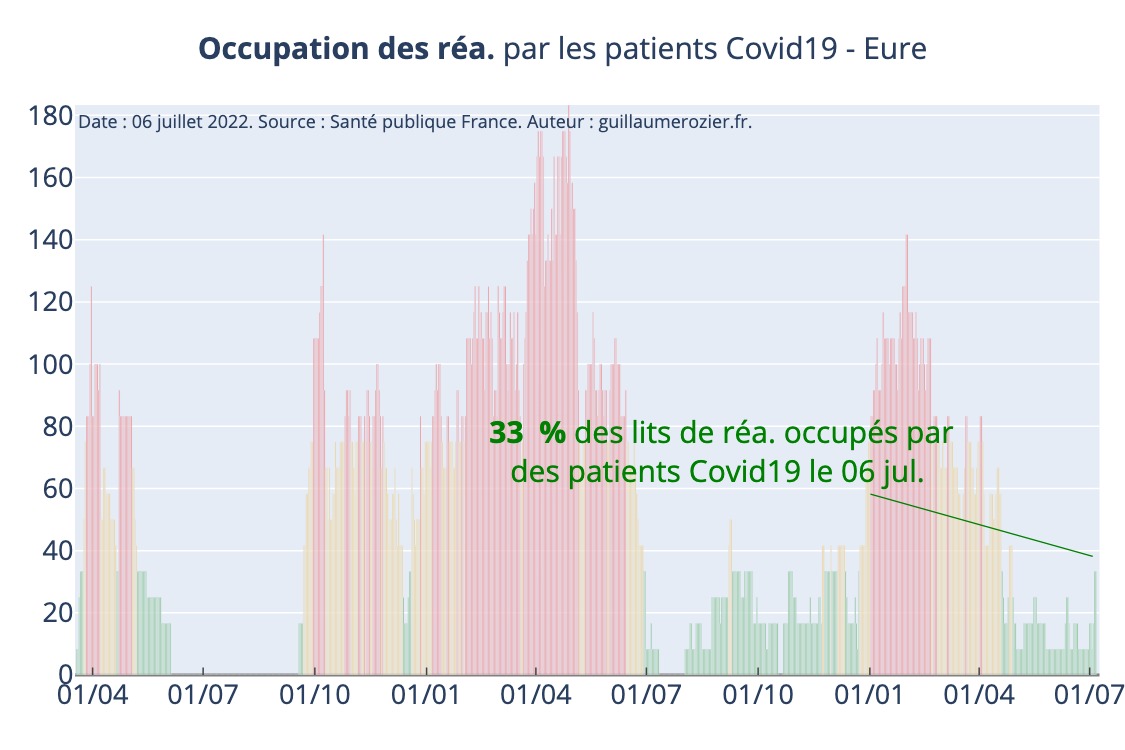 Occupation des réa. par les patients Covid19 - Eure
180
Date : 06 juillet 2022. Source : Santé publique France. Auteur : guillaumerozier.fr.
160
140
120
100
80
33 % des lits de réa. occupés par
des patients Covid19 le 06 jul.
60
40
20
0
01/04 01/07 01/10 01/01 01/04 01/07 01/10 01/01 01/04 01/07